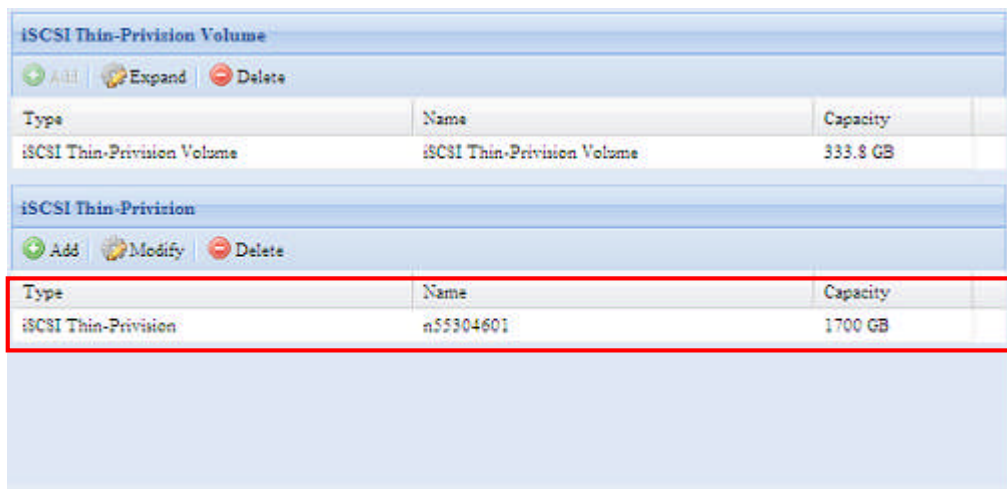 iSCSI Thin-Privision Volume
Add Expand Delete
Type Name Capacity
iSCSI Thin-Privision Volume iSCSI Thin-Privision Volume 333.8 GB
iSCSI Thin-Privision
Add Modify Delete
Type Name Capacity
iSCSI Thin-Privision n55304601 1700 GB